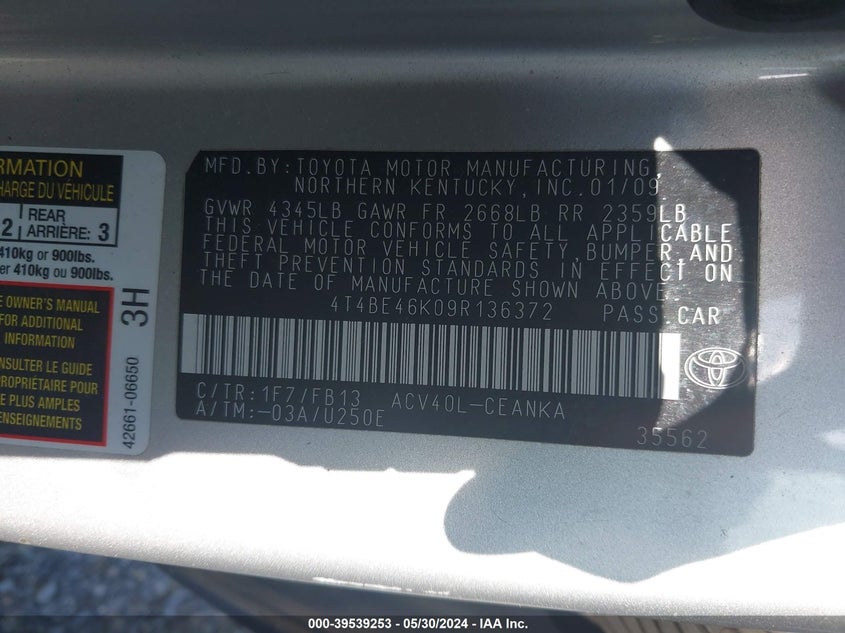 RMATION
CHARGE DU VÉHICULE
2 REAR
ARRIÈRE: 3
410kg or 900lbs.
er 410kg ou 900lbs.
E OWNER'S MANUAL
FOR ADDITIONAL
INFORMATION
NSULTER LE GUIDE
PROPRIÉTAIRE POUR
E PLUS AMPLES
ENSEIGNEMENTS
3H
42661-06650
MFD.BY:TOYOTA MOTOR MANUFACTURING,
NORTHERN KENTUCKY,INC.01/09
GVWR 4345LB GAWR FR 2668LB RR 2359LB
THIS VEHICLE CONFORMS TO ALL APPLICABLE
FEDERAL MOTOR VEHICLE SAFETY,BUMPER,AND
THEFT PREVENTION STANDARDS IN EFFECT ON
THE DATE OF MANUFACTURE SHOWN ABOVE.
4T4BE46K09R136372 PASS.CAR
C/TR:1F7/FB13 ACV40L-CEANKA
A/TM:-03A/U250E
35562
000-39539253 - 05/30/2024 - IAA Inc.